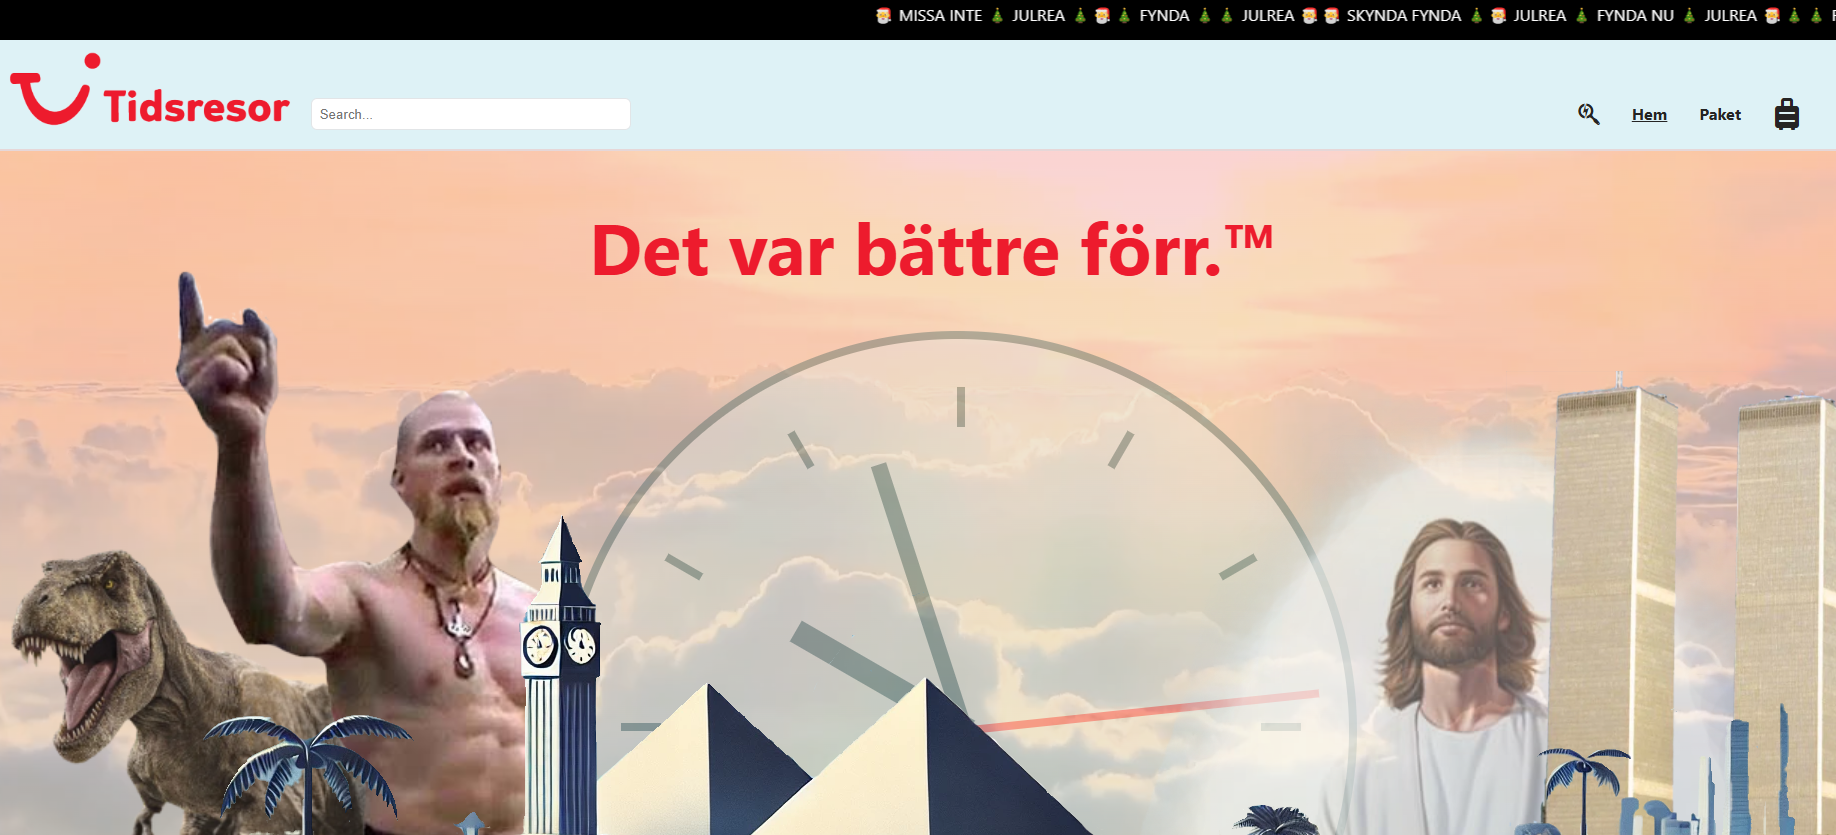 🎅 MISSA INTE 🎄 JULREA 🎄 🎅 🎄 FYNDA 🎄 🎄 JULREA 🎅 🎅 SKYNDA FYNDA 🎄 🎅 JULREA 🎄 FYNDA NU 🎄 JULREA 🎅 🎄 🎄
Tidsresor
Search...
Hem
Paket
Det var bättre förr.™